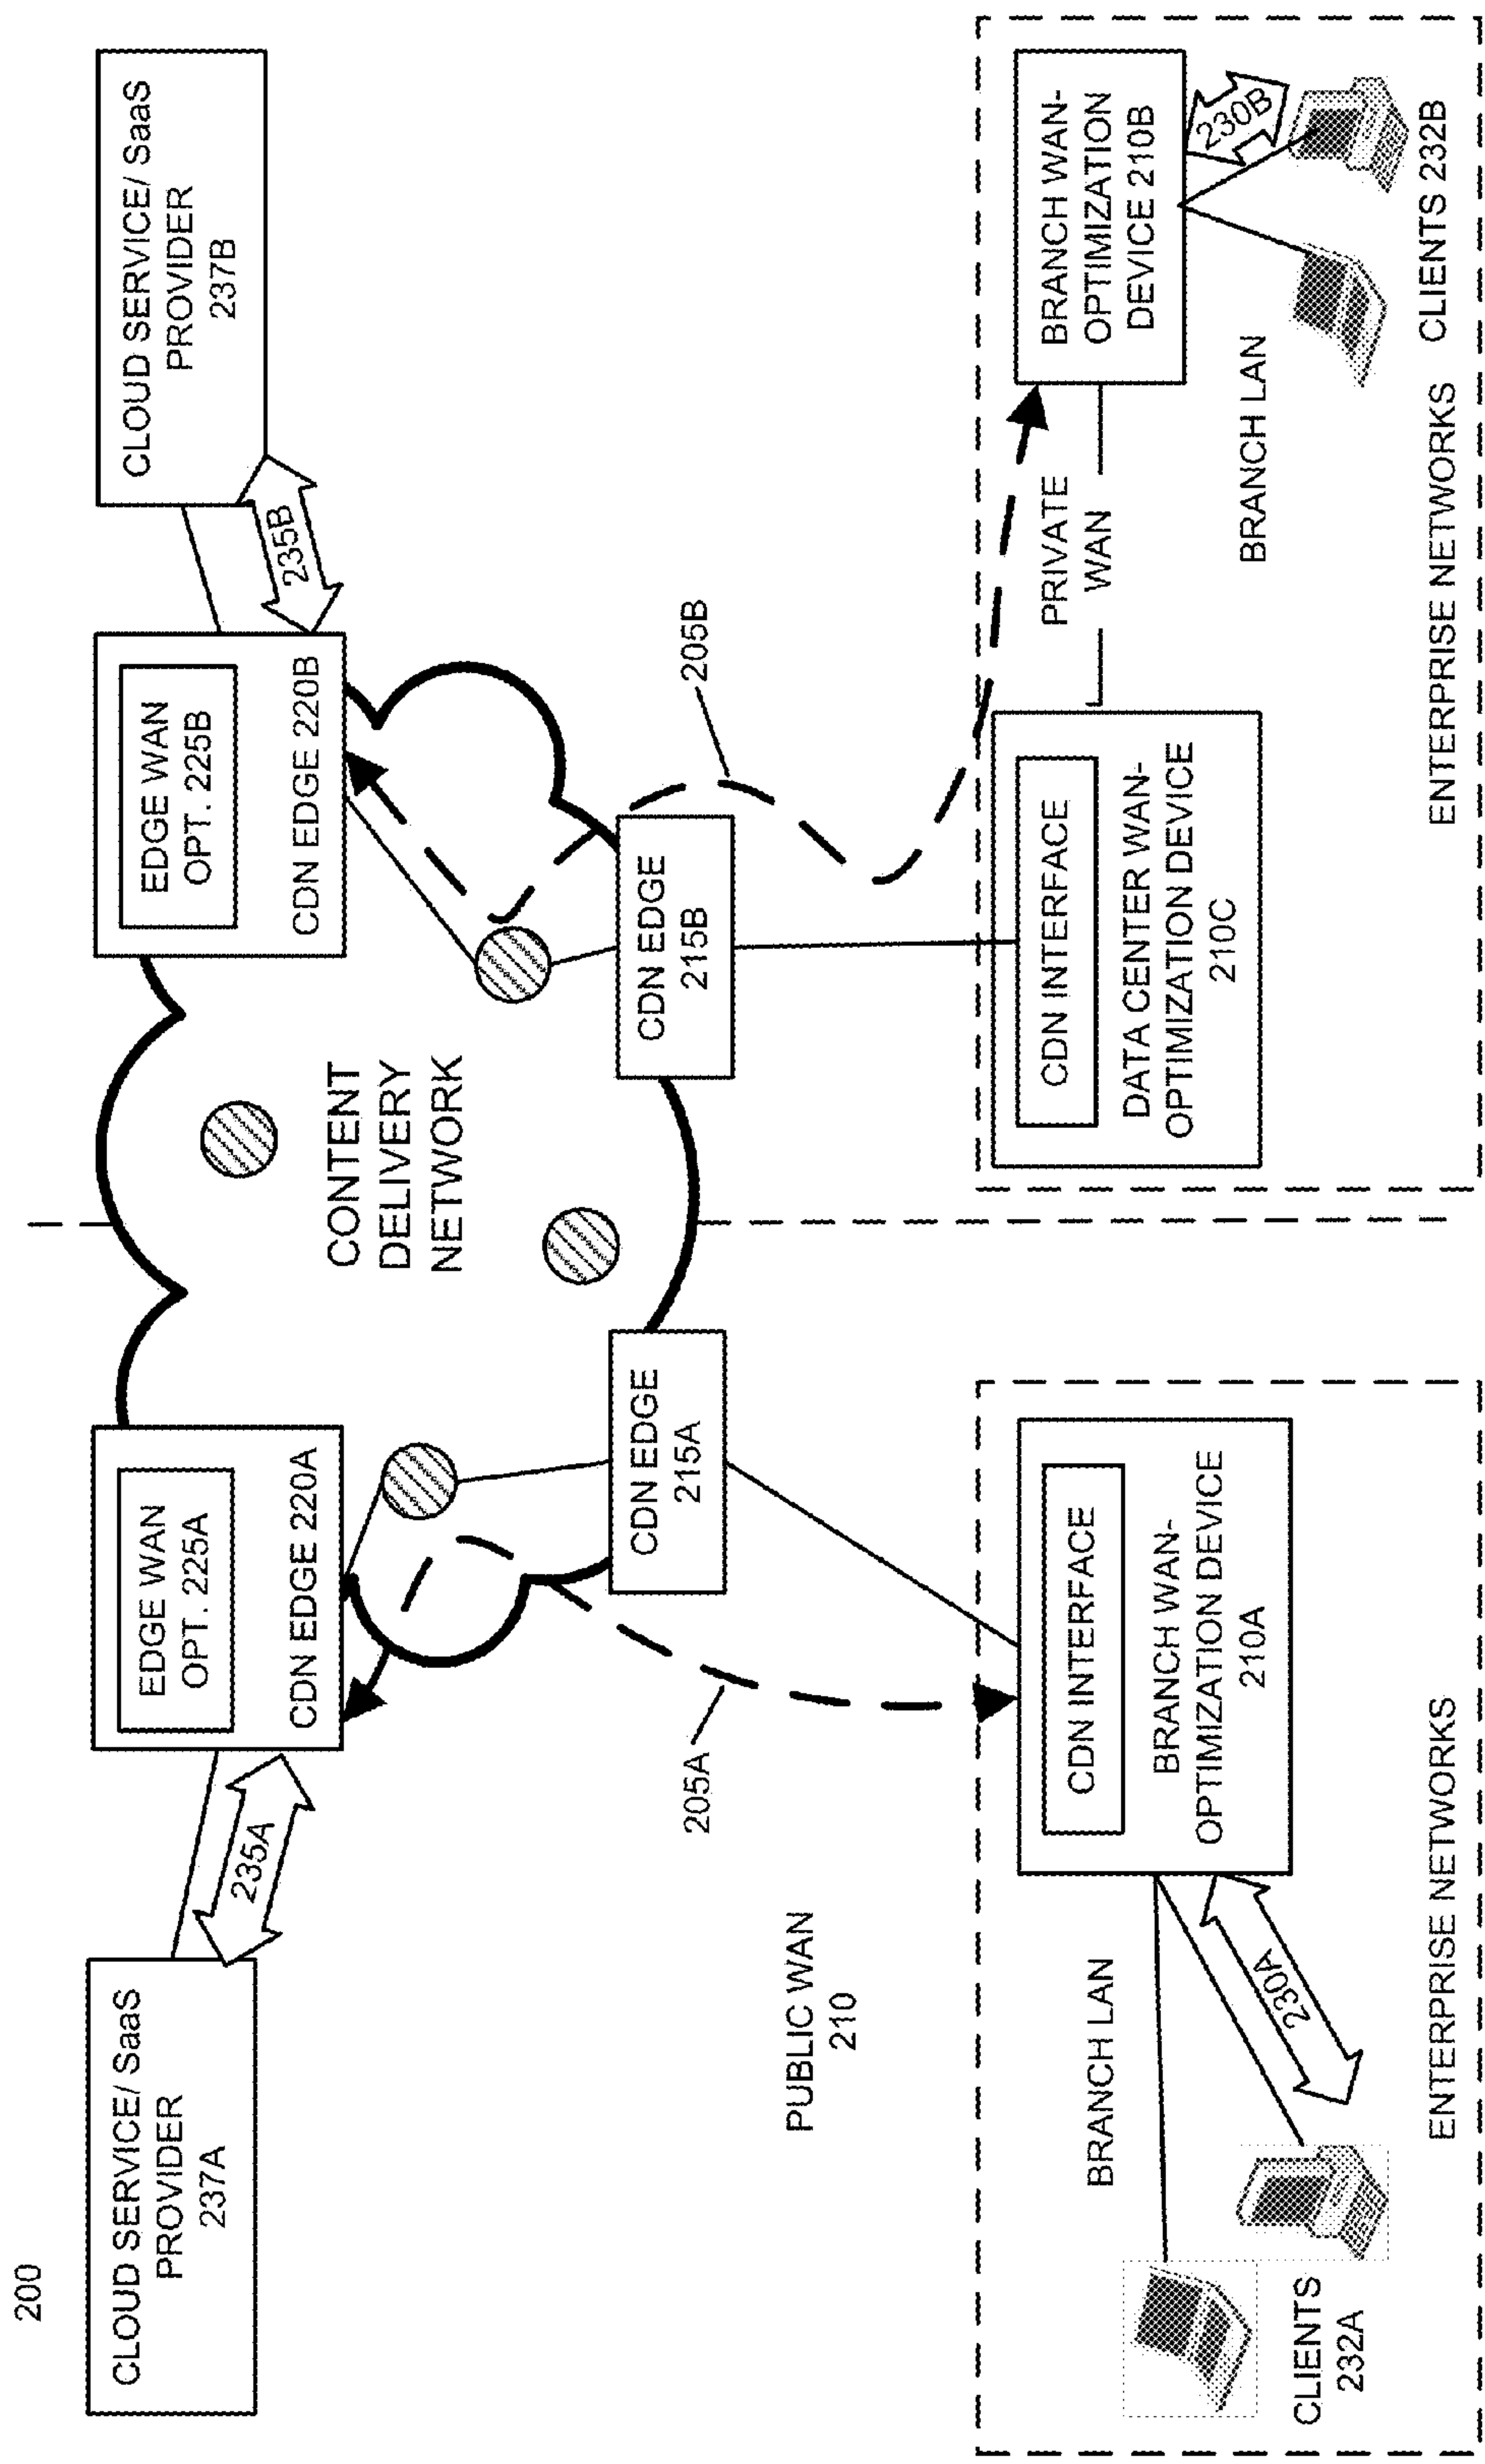 200
CLOUD SERVICE/ SaaS
PROVIDER
237A
235A
EDGE WAN
OPT. 225A
CDN EDGE 220A
CONTENT
DELIVERY
NETWORK
EDGE WAN
OPT. 225B
CDN EDGE 220B
235B
CLOUD SERVICE/ SaaS
PROVIDER
237B
CDN EDGE
215A
CDN EDGE
215B
205A
205B
PUBLIC WAN
210
CDN INTERFACE
BRANCH WAN-
OPTIMIZATION DEVICE
210A
BRANCH LAN
230A
CLIENTS
232A
ENTERPRISE NETWORKS
CDN INTERFACE
DATA CENTER WAN-
OPTIMIZATION DEVICE
210C
PRIVATE
WAN
BRANCH WAN-
OPTIMIZATION
DEVICE 210B
230B
BRANCH LAN
CLIENTS 232B
ENTERPRISE NETWORKS